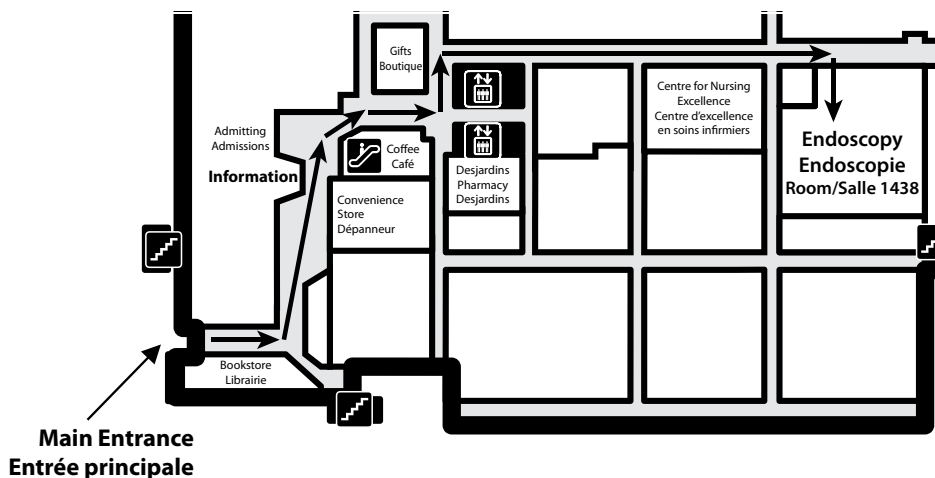 Gifts
Boutique
Admitting
Admissions
Information
Coffee
Café
Convenience
Store
Dépanneur
Desjardins
Pharmacy
Desjardins
Centre for Nursing
Excellence
Centre d'excellence
en soins infirmiers
Endoscopy
Endoscopie
Room/Salle 1438
Bookstore
Librairie
Main Entrance
Entrée principale